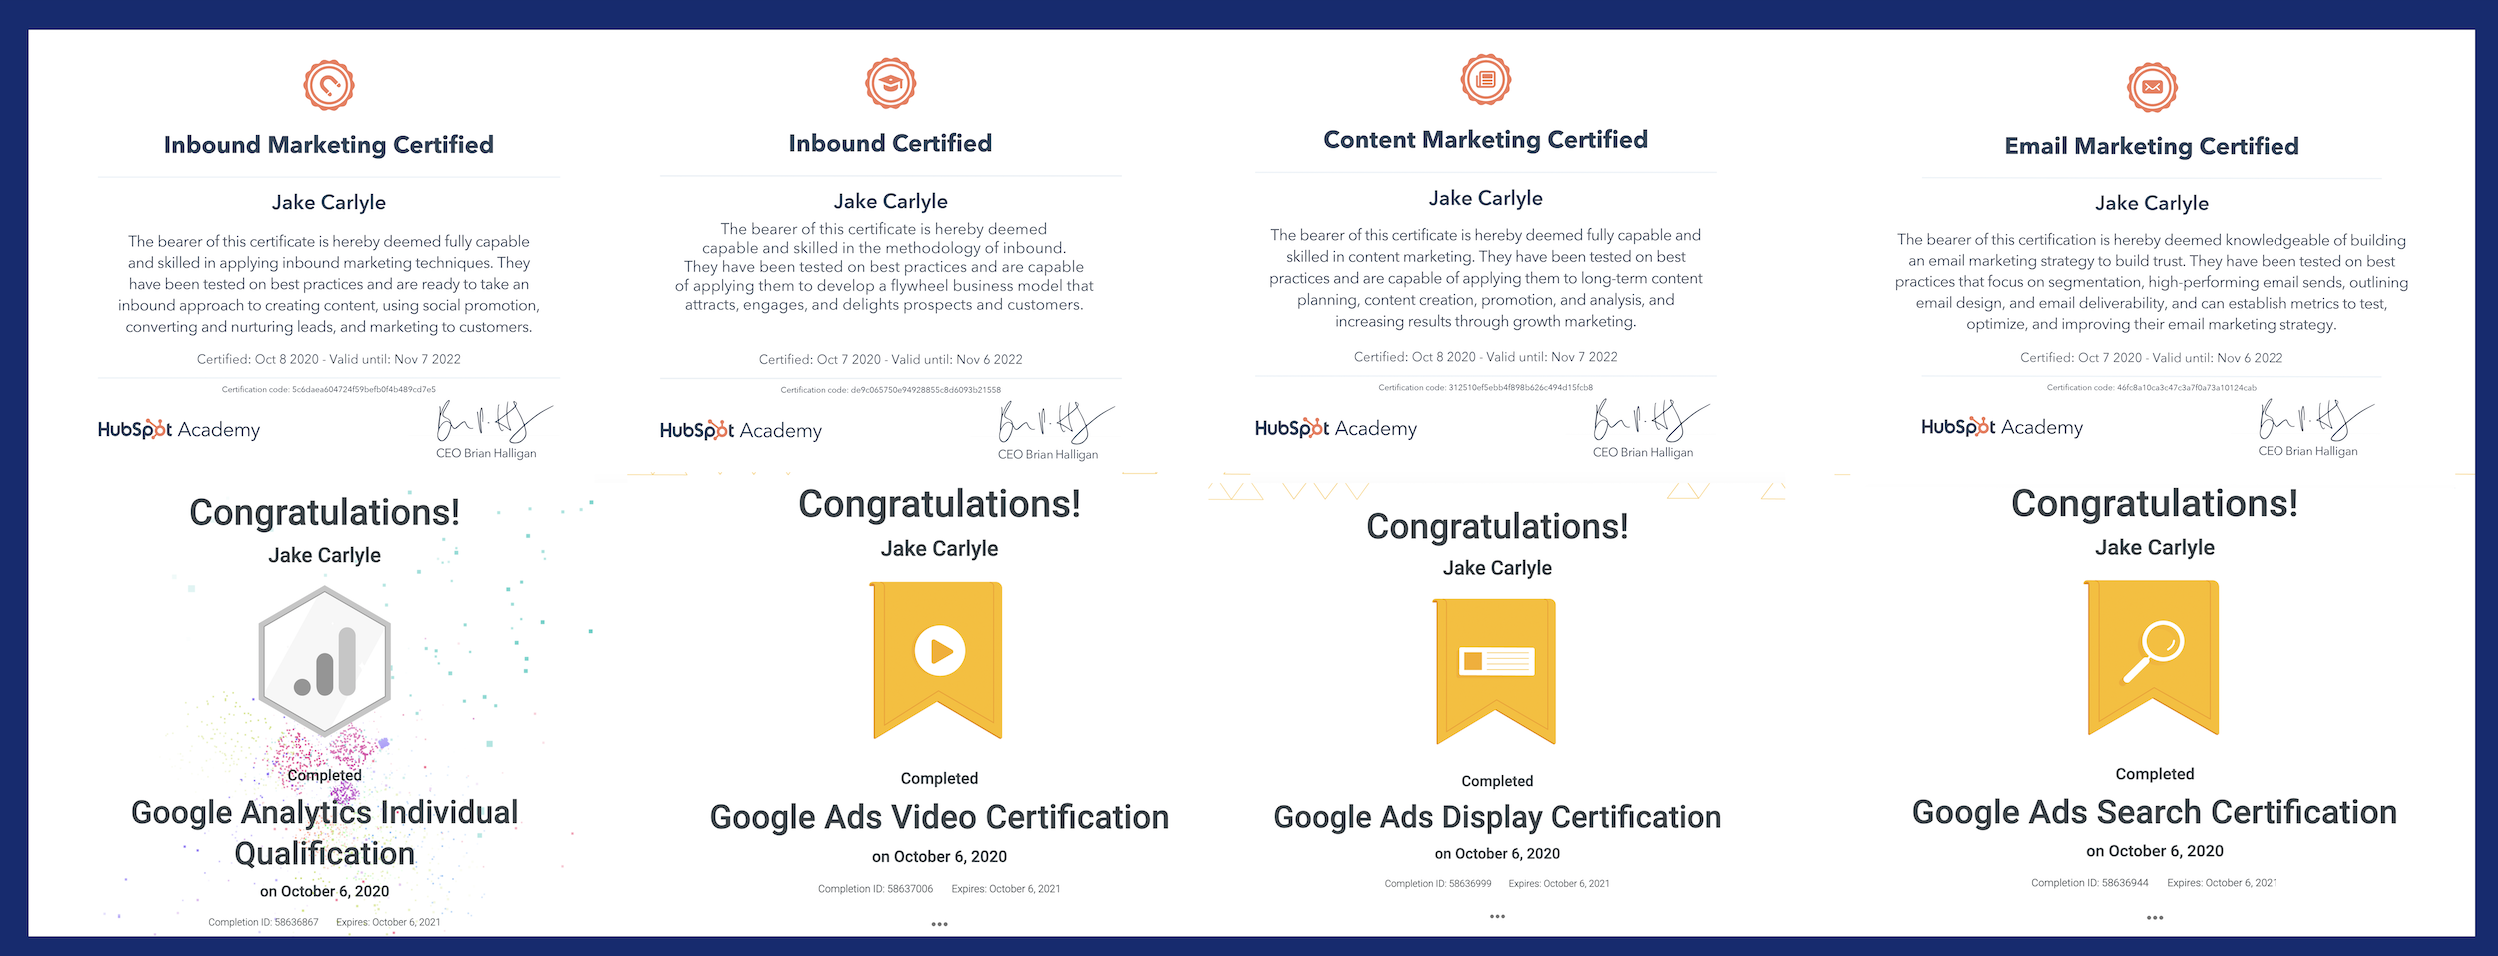 Inbound Marketing Certified
Jake Carlyle
The bearer of this certificate is hereby deemed fully capable
and skilled in applying inbound marketing techniques. They
have been tested on best practices and are ready to take an
inbound approach to creating content, using social promotion,
converting and nurturing leads, and marketing to customers.
Certified: Oct 8 2020 - Valid until: Nov 7 2022
Certification code: 5c6daea604724f59befb0f4b489cd7e5
HubSpot Academy
CEO Brian Halligan
Inbound Certified
Jake Carlyle
The bearer of this certificate is hereby deemed
capable and skilled in the methodology of inbound.
They have been tested on best practices and are capable
of applying them to develop a flywheel business model that
attracts, engages, and delights prospects and customers.
Certified: Oct 7 2020 - Valid until: Nov 6 2022
Certification code: de9c065750e94928855c8d6093b21558
HubSpot Academy
CEO Brian Halligan
Content Marketing Certified
Jake Carlyle
The bearer of this certificate is hereby deemed fully capable and
skilled in content marketing. They have been tested on best
practices and are capable of applying them to long-term content
planning, content creation, promotion, and analysis, and
increasing results through growth marketing.
Certified: Oct 8 2020 - Valid until: Nov 7 2022
Certification code: 312510ef5ebb4f898b626c494d15fcb8
HubSpot Academy
CEO Brian Halligan
Email Marketing Certified
Jake Carlyle
The bearer of this certification is hereby deemed knowledgeable of building
an email marketing strategy to build trust. They have been tested on best
practices that focus on segmentation, high-performing email sends, outlining
email design, and email deliverability, and can establish metrics to test,
optimize, and improving their email marketing strategy.
Certified: Oct 7 2020 - Valid until: Nov 6 2022
Certification code: 46fc8a10ca3c47c3a7f0a73a10124cab
HubSpot Academy
CEO Brian Halligan
Congratulations!
Jake Carlyle
Completed
Google Analytics Individual
Qualification
on October 6, 2020
Completion ID: 58636867 Expires: October 6, 2021
Congratulations!
Jake Carlyle
Completed
Google Ads Video Certification
on October 6, 2020
Completion ID: 58637006 Expires: October 6, 2021
Congratulations!
Jake Carlyle
Completed
Google Ads Display Certification
on October 6, 2020
Completion ID: 58636999 Expires: October 6, 2021
Congratulations!
Jake Carlyle
Completed
Google Ads Search Certification
on October 6, 2020
Completion ID: 58636944 Expires: October 6, 2021